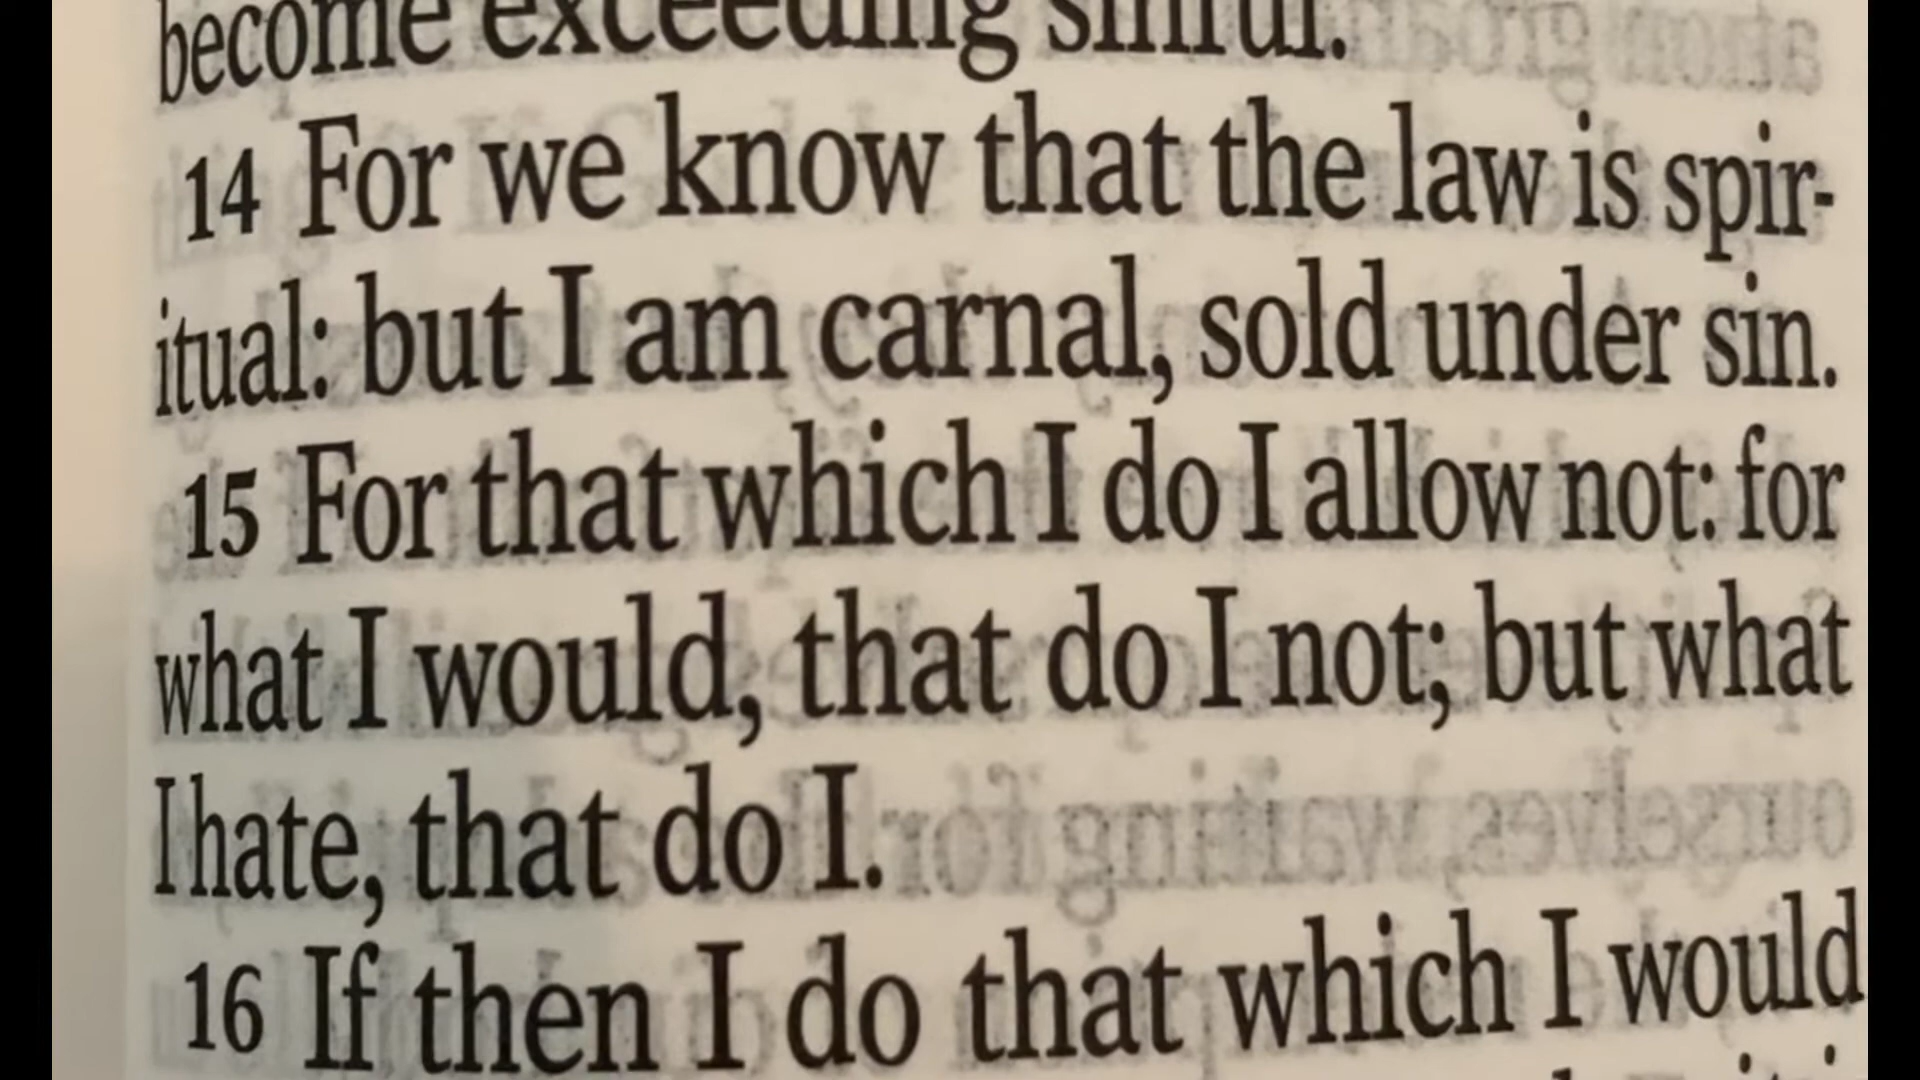 become exceeding sinful.
14 For we know that the law is spir-
itual: but I am carnal, sold under sin.
15 For that which I do I allow not: for
what I would, that do I not; but what
I hate, that do I.
16 If then I do that which I would